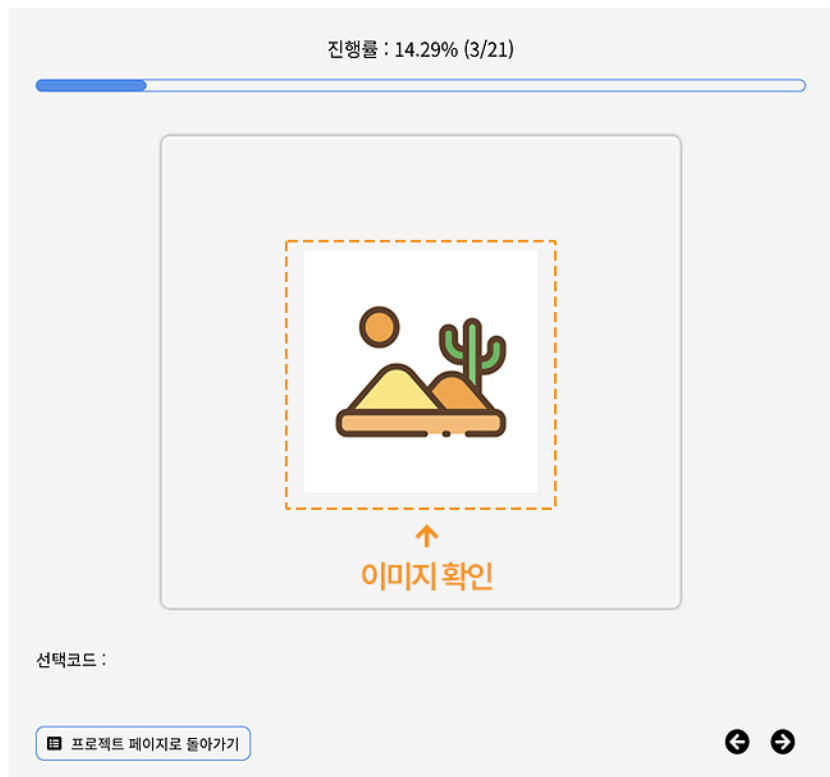 진행률 : 14.29% (3/21)
이미지 확인
선택코드 :
프로젝트 페이지로 돌아가기